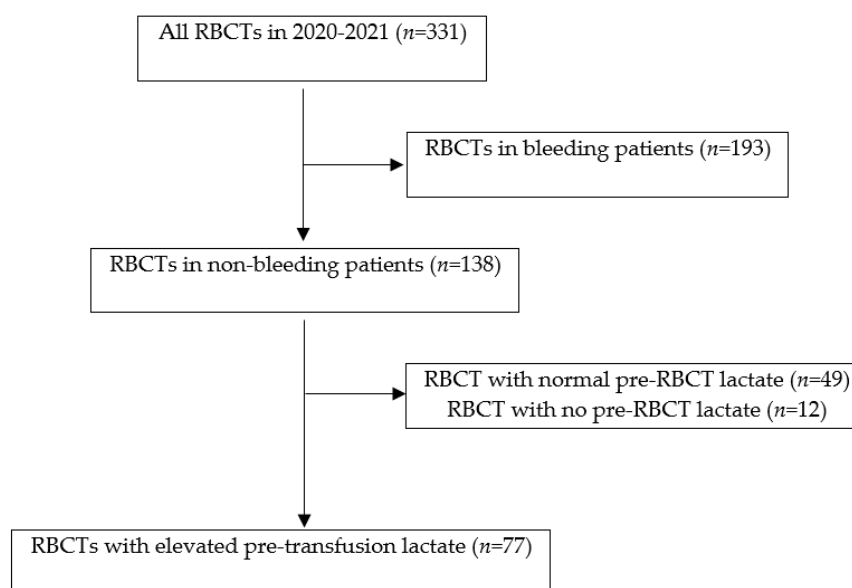 All RBCTs in 2020-2021 (n=331)
RBCTs in bleeding patients (n=193)
RBCTs in non-bleeding patients (n=138)
RBCT with normal pre-RBCT lactate (n=49)
RBCT with no pre-RBCT lactate (n=12)
RBCTs with elevated pre-transfusion lactate (n=77)